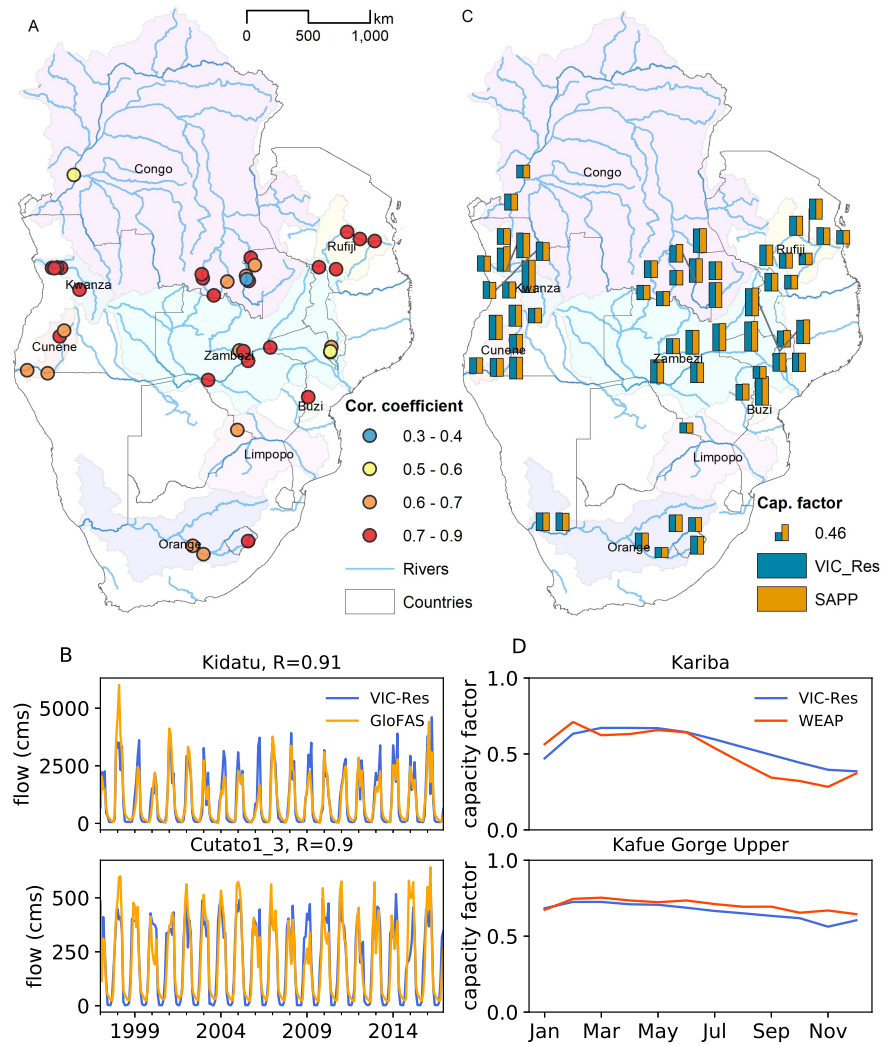 A
0 500 1,000 km
Congo
Rufiji
Kwanza
Cunene
Zambezi
Buzi
Limpopo
Orange
Cor. coefficient
0.3 - 0.4
0.5 - 0.6
0.6 - 0.7
0.7 - 0.9
Rivers
Countries
C
Congo
Rufiji
Kwanza
Cunene
Zambezi
Buzi
Limpopo
Orange
Cap. factor
0.46
VIC_Res
SAPP
B
Kidatu, R=0.91
VIC-Res
GloFAS
flow (cms)
5000
2500
0
Cutato1_3, R=0.9
flow (cms)
500
250
0
1999 2004 2009 2014
D
Kariba
VIC-Res
WEAP
capacity factor
1.0
0.5
0.0
Kafue Gorge Upper
capacity factor
1.0
0.5
0.0
Jan Mar May Jul Sep Nov